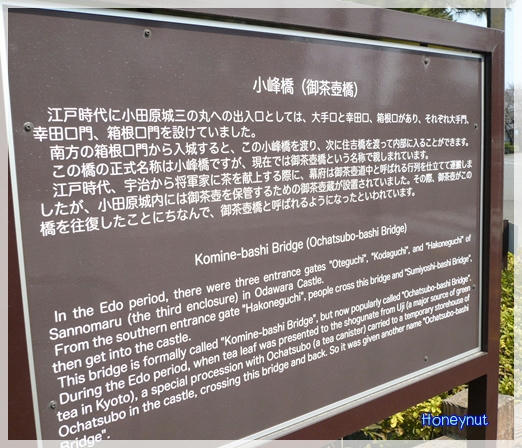 小峰橋（御茶壺橋）
江戸時代に小田原城三の丸への出入口としては、大手口と幸田口、箱根口があり、それぞれ大手門、
幸田口門、箱根口門を設けていました。
南方の箱根口門から入城すると、この小峰橋を渡り、次に住吉橋を渡って内部に入ることができます。
この橋の正式名称は小峰橋ですが、現在では御茶壺橋という名称で親しまれています。
江戸時代、宇治から将軍家に茶を献上する際に、幕府は御茶壺道中と呼ばれる行列を仕立てて運搬しま
したが、小田原城内には御茶壺を保管するための御茶壺蔵が設置されていました。その際、御茶壺がこの
橋を往復したことにちなんで、御茶壺橋と呼ばれるようになったといわれています。
Komine-bashi Bridge (Ochatsubo-bashi Bridge)
In the Edo period, there were three entrance gates "Oteguchi", "Kodaguchi", and "Hakoneguchi" of
Sannomaru (the third enclosure) in Odawara Castle.
From the southern entrance gate "Hakoneguchi", people cross this bridge and "Sumiyoshi-bashi Bridge",
then get into the castle.
This bridge is formally called "Komine-bashi Bridge", but now popularly called "Ochatsubo-bashi Bridge".
During the Edo period, when tea leaf was presented to the shogunate from Uji (a major source of green
tea in Kyoto), a special procession with Ochatsubo (a tea canister) carried to a temporary storehouse of
Ochatsubo in the castle, crossing this bridge and back. So it was given another name "Ochatsubo-bashi
Bridge".
Honeynut